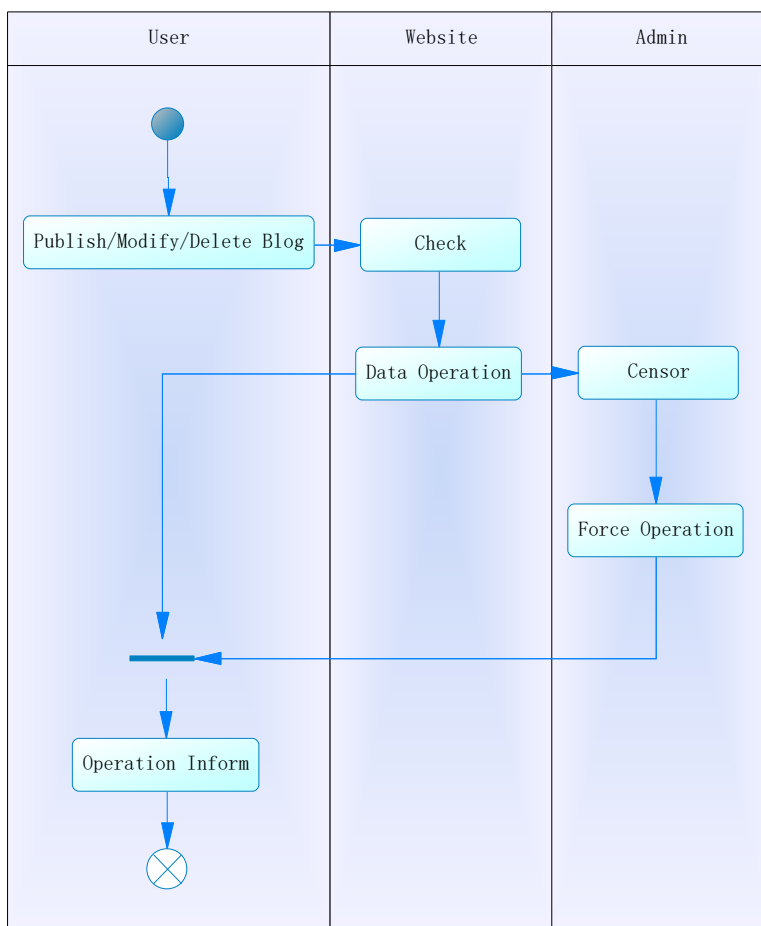 User
Website
Admin
Publish/Modify/Delete Blog
Check
Data Operation
Censor
Force Operation
Operation Inform